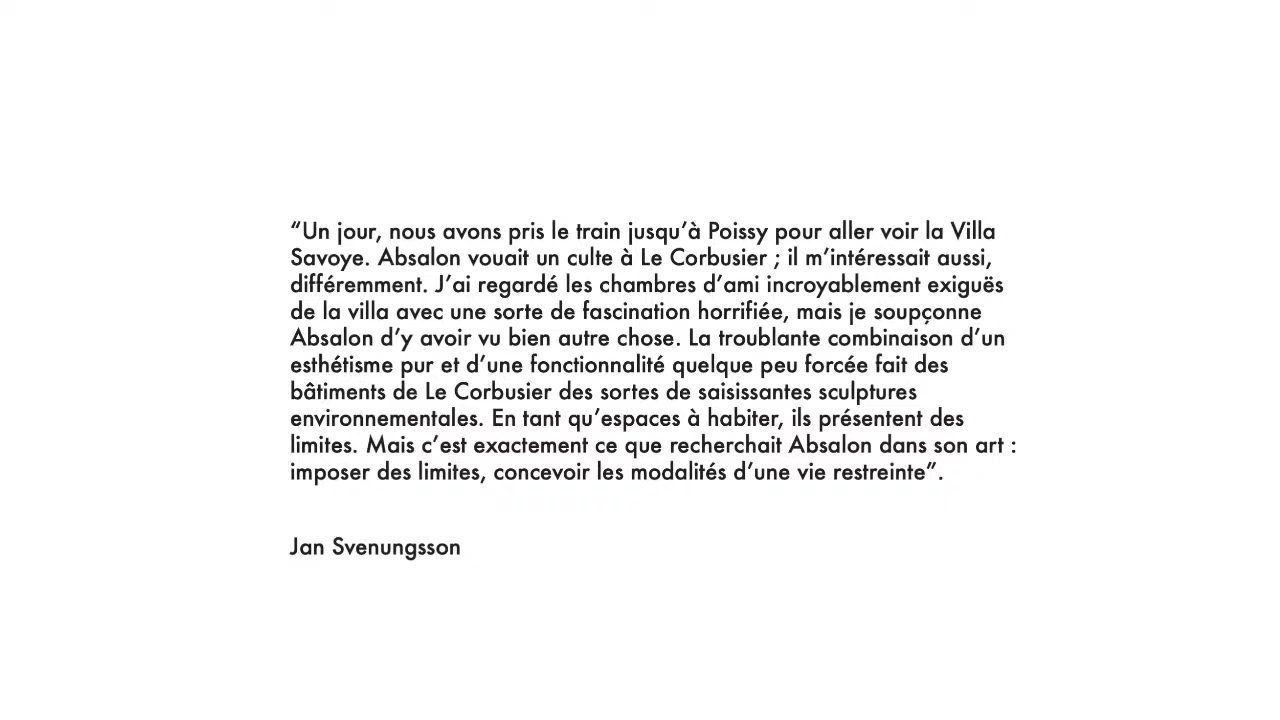 “Un jour, nous avons pris le train jusqu’à Poissy pour aller voir la Villa
Savoye. Absalon vouait un culte à Le Corbusier ; il m’intéressait aussi,
différemment. J’ai regardé les chambres d’ami incroyablement exiguës
de la villa avec une sorte de fascination horrifiée, mais je soupçonne
Absalon d’y avoir vu bien autre chose. La troublante combinaison d’un
esthétisme pur et d’une fonctionnalité quelque peu forcée fait des
bâtiments de Le Corbusier des sortes de saisissantes sculptures
environnementales. En tant qu’espaces à habiter, ils présentent des
limites. Mais c’est exactement ce que recherchait Absalon dans son art :
imposer des limites, concevoir les modalités d’une vie restreinte”.
Jan Svenungsson